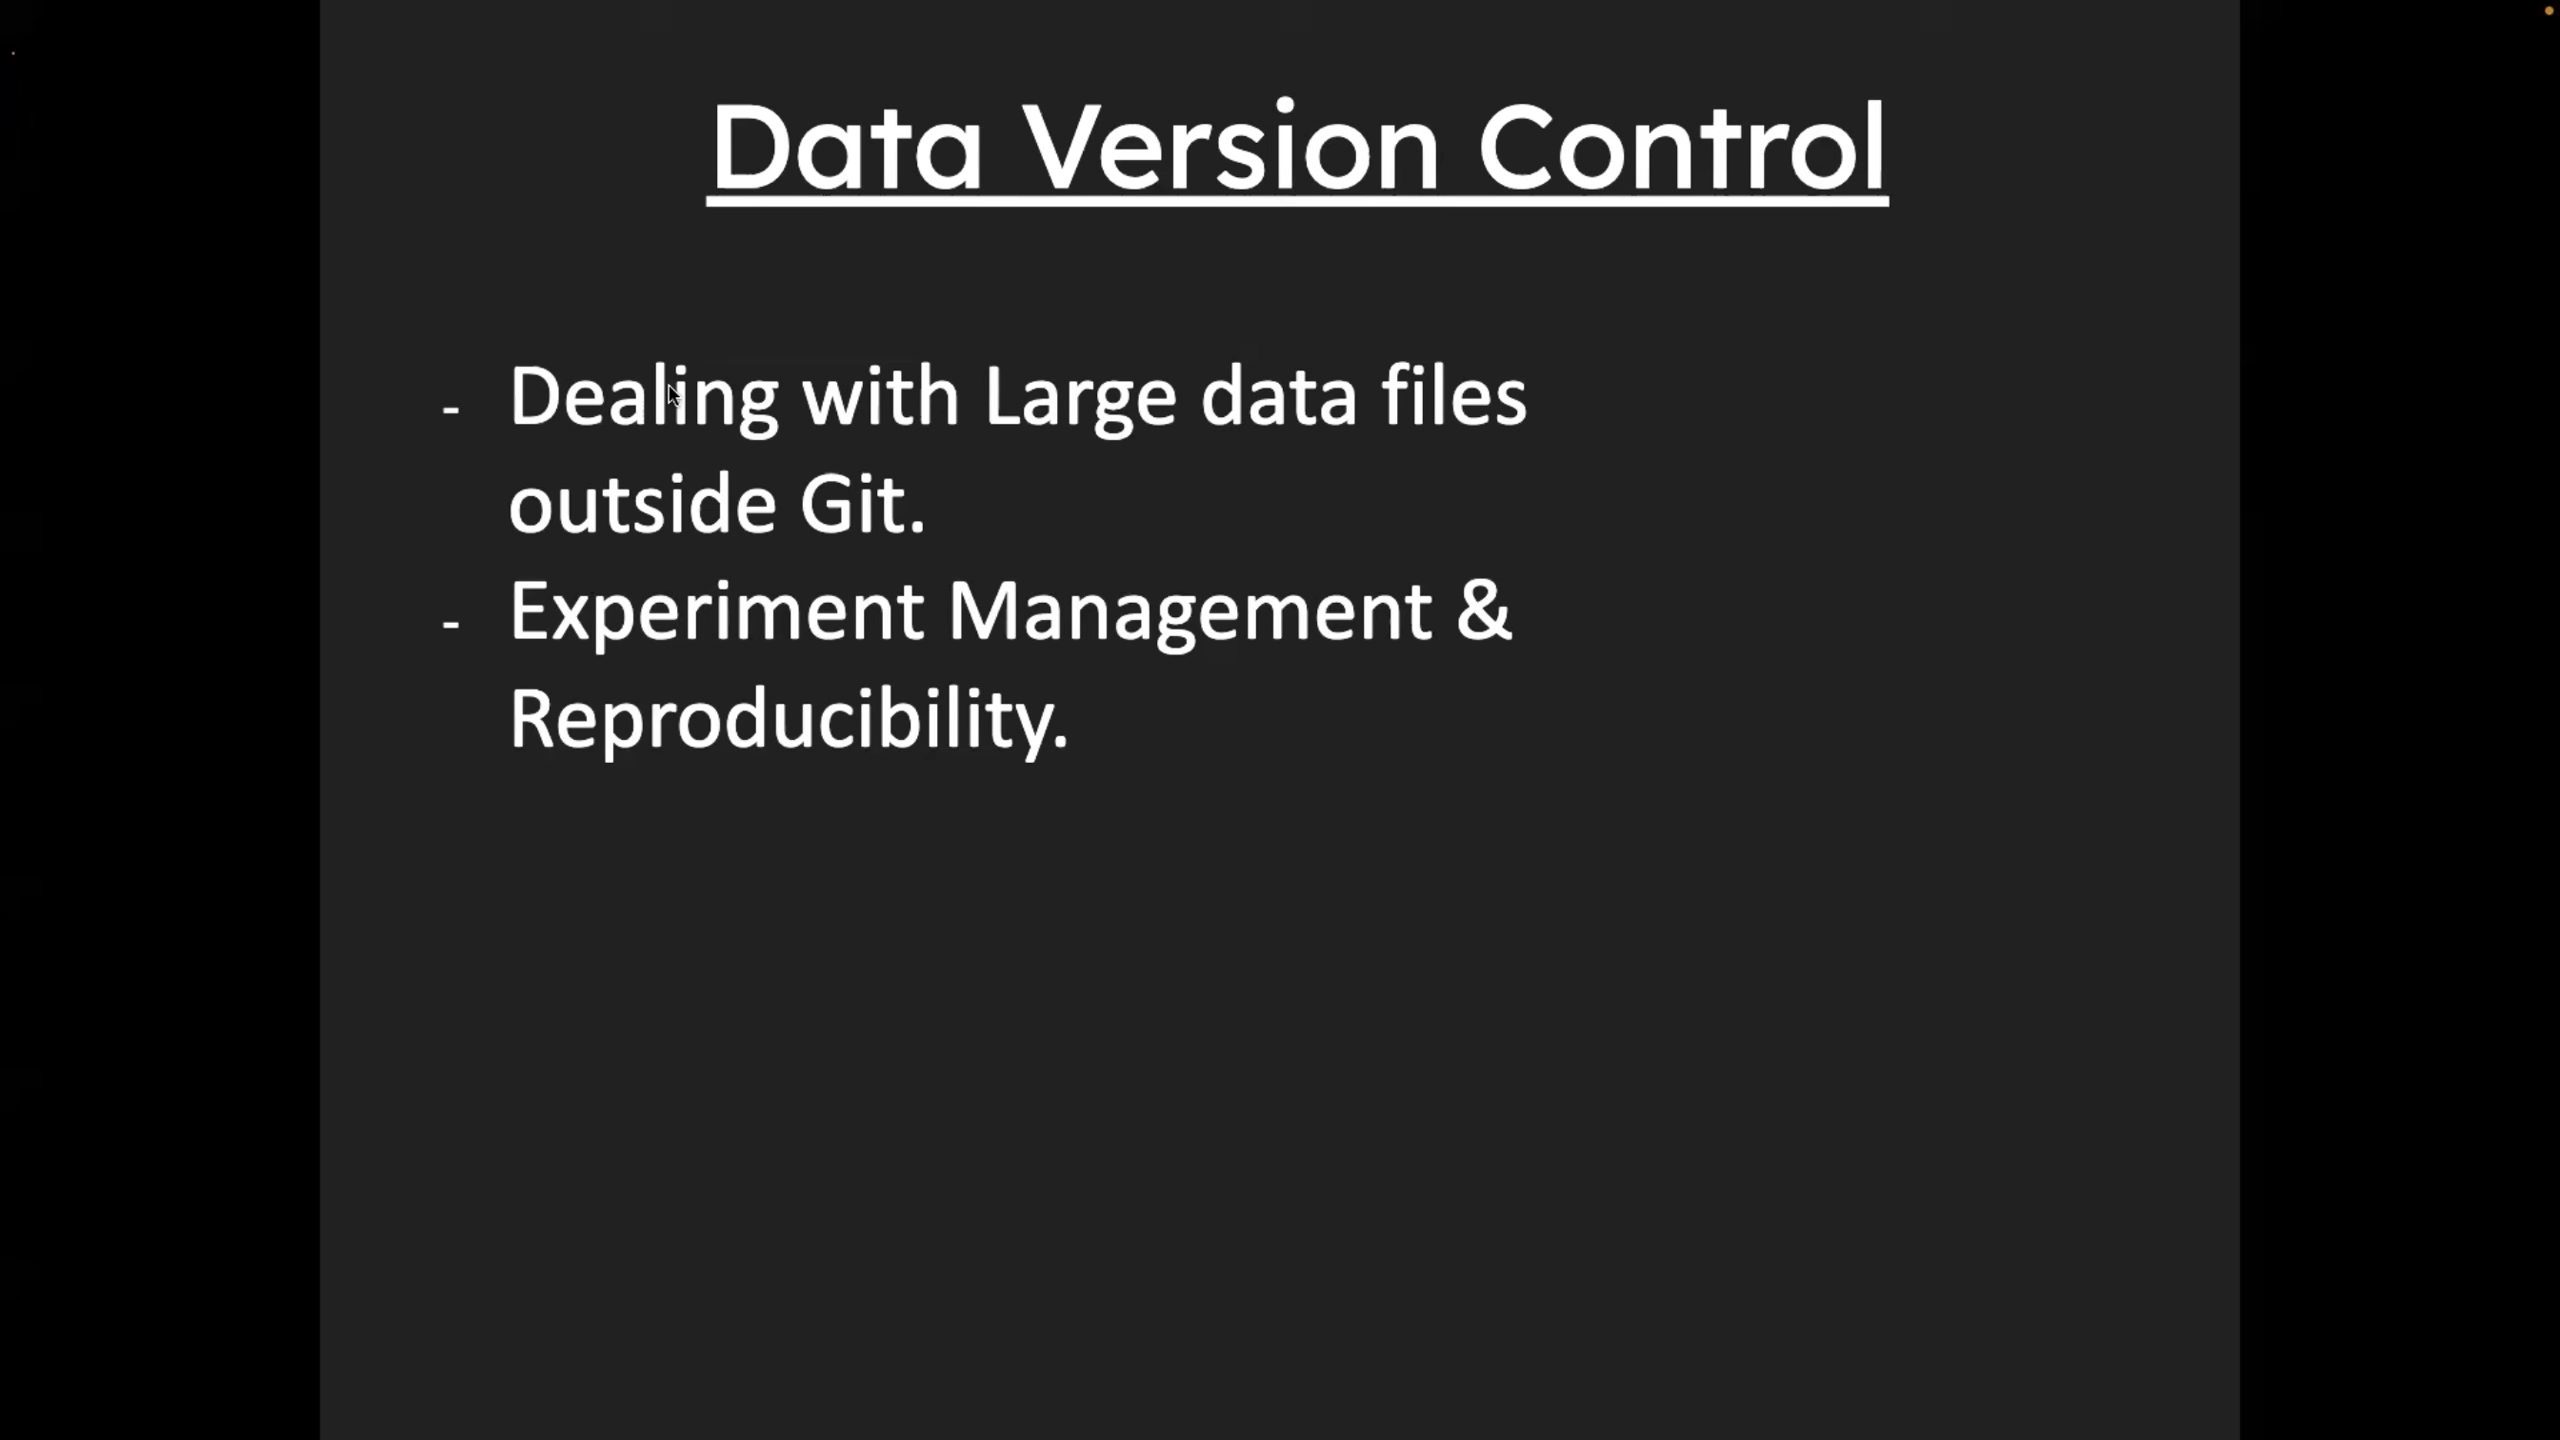 Data Version Control
- Dealing with Large data files
outside Git.
- Experiment Management &
Reproducibility.